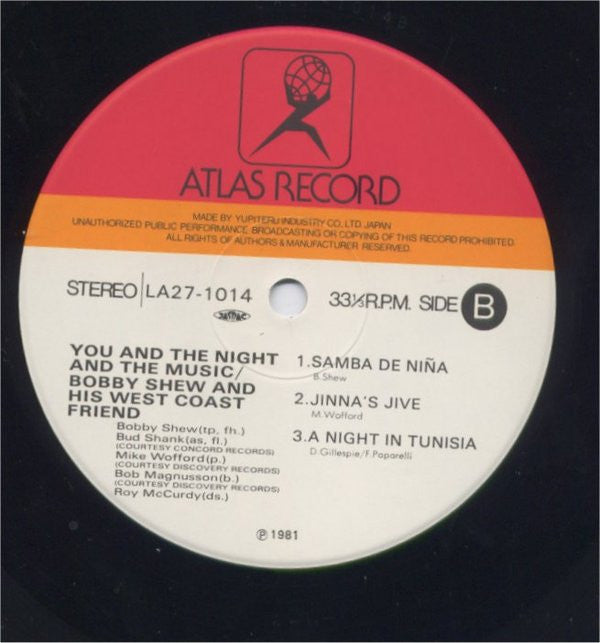 ATLAS RECORD
MADE BY YUPITERU INDUSTRY CO., LTD. JAPAN
UNAUTHORIZED PUBLIC PERFORMANCE, BROADCASTING OR COPYING OF THIS RECORD PROHIBITED.
ALL RIGHTS OF AUTHORS & MANUFACTURER RESERVED.
STEREO LA27-1014
JASRAC
33⅓R.P.M. SIDE B
YOU AND THE NIGHT
AND THE MUSIC/
BOBBY SHEW AND
HIS WEST COAST
FRIEND
Bobby Shew(tp, fh.)
Bud Shank(as, fl.)
(COURTESY CONCORD RECORDS)
Mike Wofford(p.)
(COURTESY DISCOVERY RECORDS)
Bob Magnusson(b.)
(COURTESY DISCOVERY RECORDS)
Roy McCurdy(ds.)
1.SAMBA DE NIÑA
B.Shew
2.JINNA'S JIVE
M.Wofford
3.A NIGHT IN TUNISIA
D.Gillespie/F.Paparelli
℗ 1981